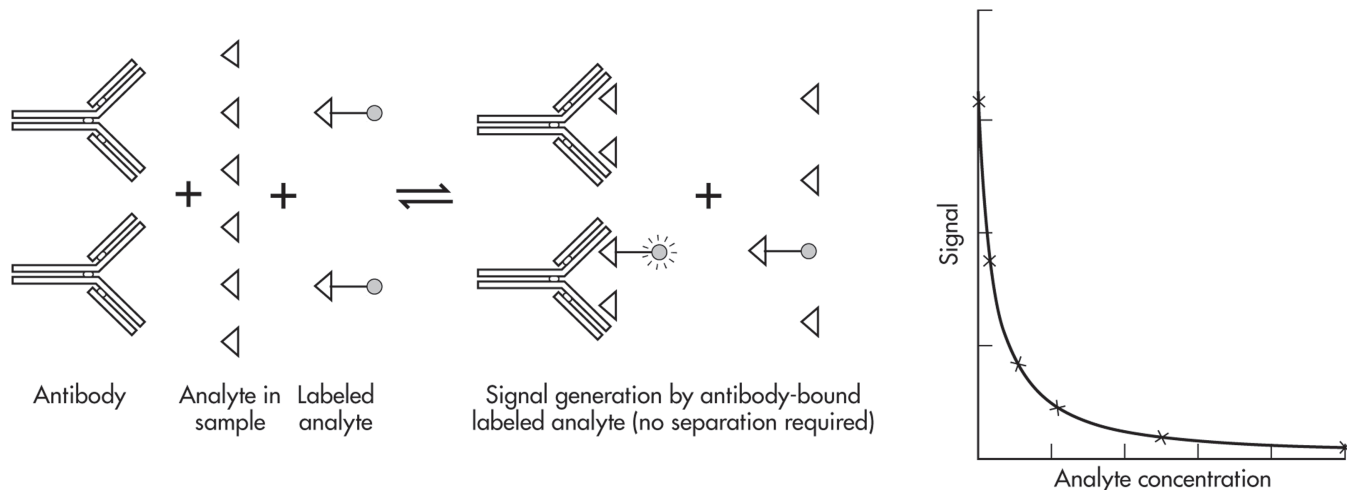 Antibody
Analyte in
sample
Labeled
analyte
Signal generation by antibody-bound
labeled analyte (no separation required)
Signal
Analyte concentration